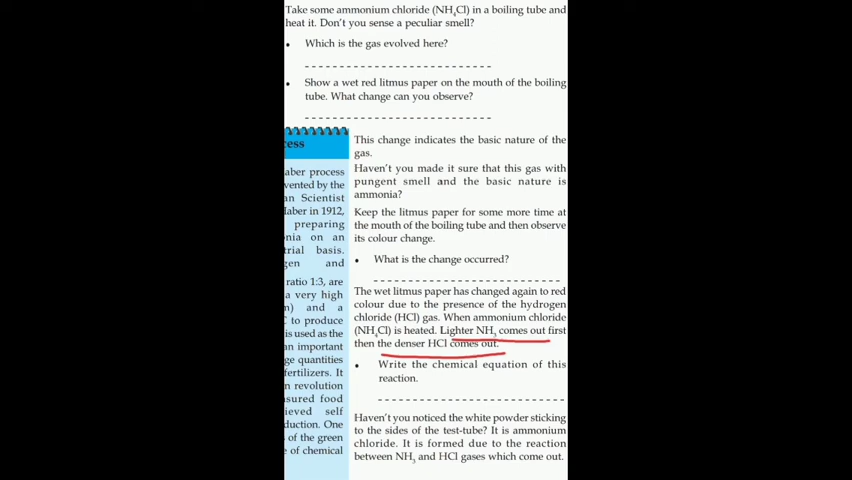 Take some ammonium chloride (NH4Cl) in a boiling tube and
heat it. Don't you sense a peculiar smell?
• Which is the gas evolved here?
• Show a wet red litmus paper on the mouth of the boiling
tube. What change can you observe?
This change indicates the basic nature of the
gas.
Haven't you made it sure that this gas with
pungent smell and the basic nature is
ammonia?
Keep the litmus paper for some more time at
the mouth of the boiling tube and then observe
its colour change.
• What is the change occurred?
The wet litmus paper has changed again to red
colour due to the presence of the hydrogen
chloride (HCl) gas. When ammonium chloride
(NH4Cl) is heated. Lighter NH3 comes out first
then the denser HCl comes out.
• Write the chemical equation of this
reaction.
Haven't you noticed the white powder sticking
to the sides of the test-tube? It is ammonium
chloride. It is formed due to the reaction
between NH3 and HCl gases which come out.
cess
aber process
vented by the
an Scientist
Haber in 1912,
preparing
onia on an
trial basis.
gen and
ratio 1:3, are
a very high
m) and a
C to produce
is used as the
an important
ge quantities
fertilizers. It
n revolution
sured food
ieved self
duction. One
of the green
e of chemical